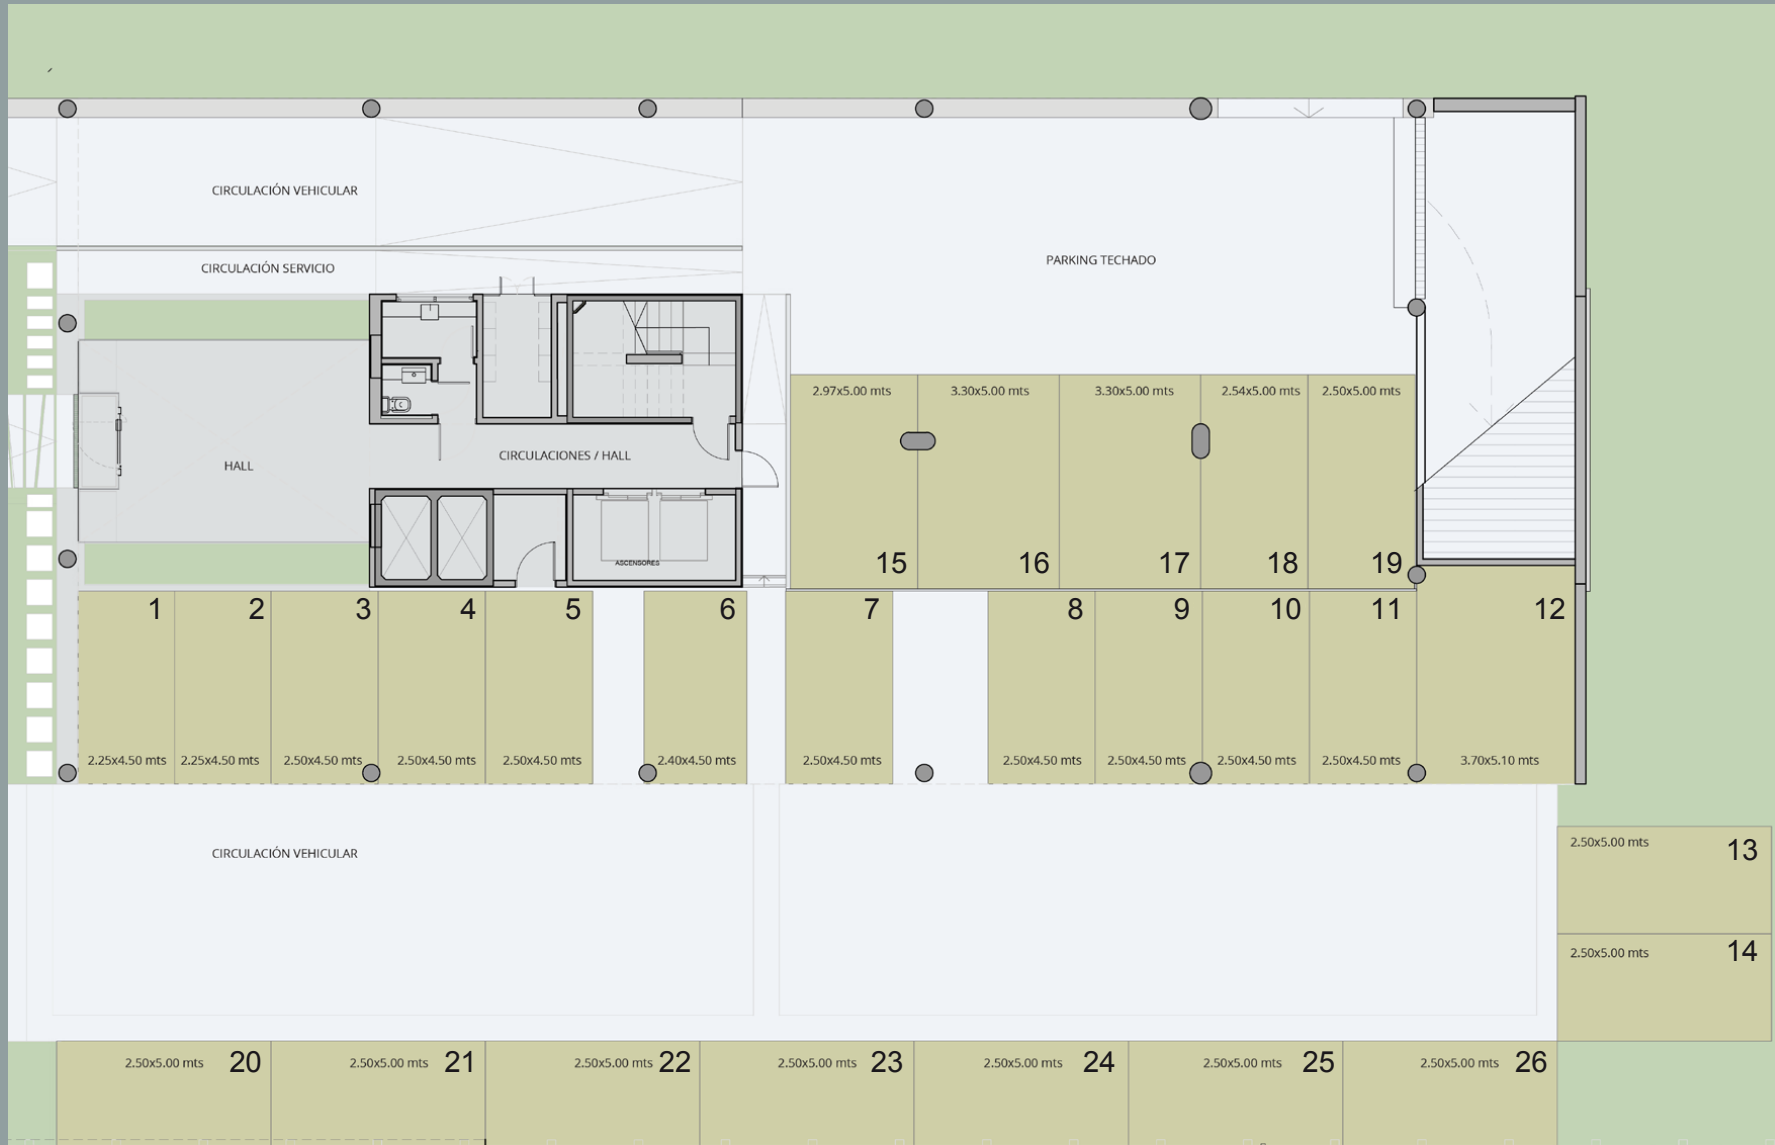 CIRCULACIÓN VEHICULAR
CIRCULACIÓN SERVICIO
PARKING TECHADO
HALL
CIRCULACIONES / HALL
ASCENSORES
2.97x5.00 mts
3.30x5.00 mts
3.30x5.00 mts
2.54x5.00 mts
2.50x5.00 mts
15
16
17
18
19
1
2
3
4
5
6
7
8
9
10
11
12
2.25x4.50 mts
2.25x4.50 mts
2.50x4.50 mts
2.50x4.50 mts
2.50x4.50 mts
2.40x4.50 mts
2.50x4.50 mts
2.50x4.50 mts
2.50x4.50 mts
2.50x4.50 mts
2.50x4.50 mts
3.70x5.10 mts
CIRCULACIÓN VEHICULAR
2.50x5.00 mts 13
2.50x5.00 mts 14
2.50x5.00 mts 20
2.50x5.00 mts 21
2.50x5.00 mts 22
2.50x5.00 mts 23
2.50x5.00 mts 24
2.50x5.00 mts 25
2.50x5.00 mts 26